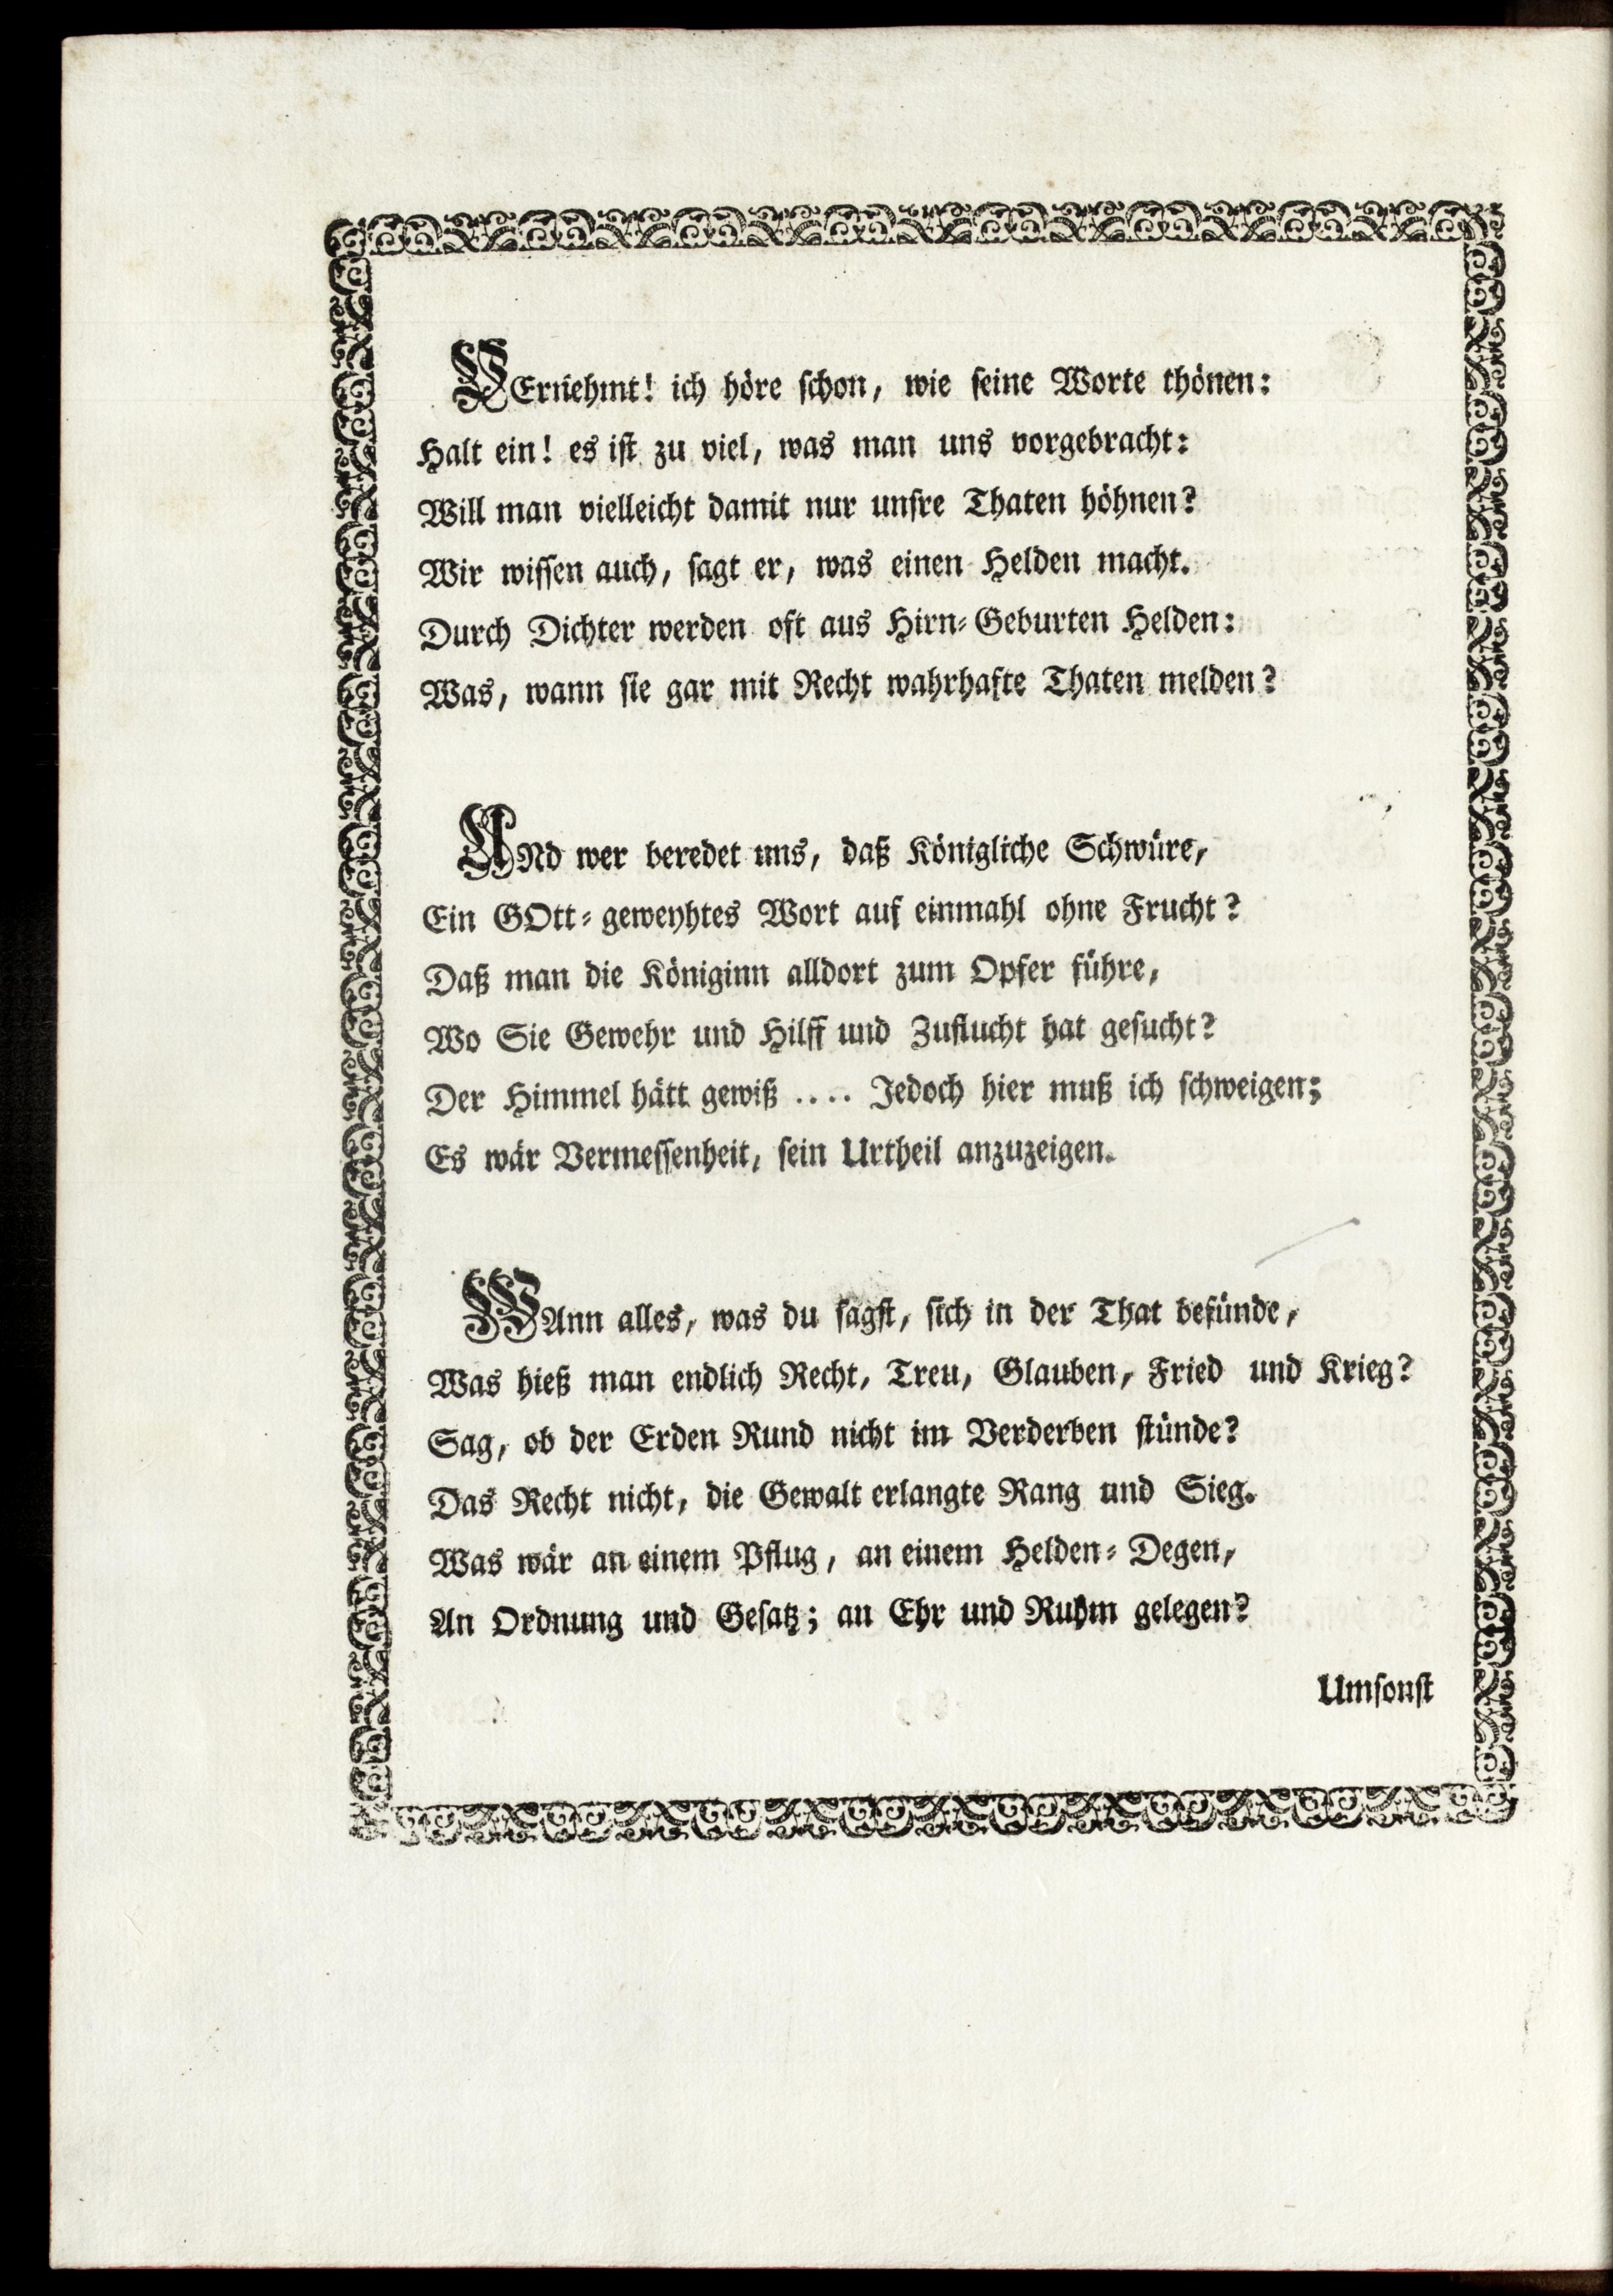 VErnehmt! ich höre schon, wie seine Worte thönen:
Halt ein! es ist zu viel, was man uns vorgebracht:
Will man vielleicht damit nur unsre Thaten höhnen?
Wir wissen auch, sagt er, was einen Helden macht.
Durch Dichter werden oft aus Hirn-Geburten Helden:
Was, wann sie gar mit Recht wahrhafte Thaten melden?
UNd wer beredet uns, daß Königliche Schwüre,
Ein GOtt-geweyhtes Wort auf einmahl ohne Frucht?
Daß man die Königinn alldort zum Opfer führe,
Wo Sie Gewehr und Hilff und Zuflucht hat gesucht?
Der Himmel hätt gewiß .... Jedoch hier muß ich schweigen;
Es wär Vermessenheit, sein Urtheil anzuzeigen.
WAnn alles, was du sagst, sich in der That befünde,
Was hieß man endlich Recht, Treu, Glauben, Fried und Krieg?
Sag, ob der Erden Rund nicht im Verderben stünde?
Das Recht nicht, die Gewalt erlangte Rang und Sieg.
Was wär an einem Pflug, an einem Helden-Degen,
An Ordnung und Gesatz; an Ehr und Ruhm gelegen?
Umsonst